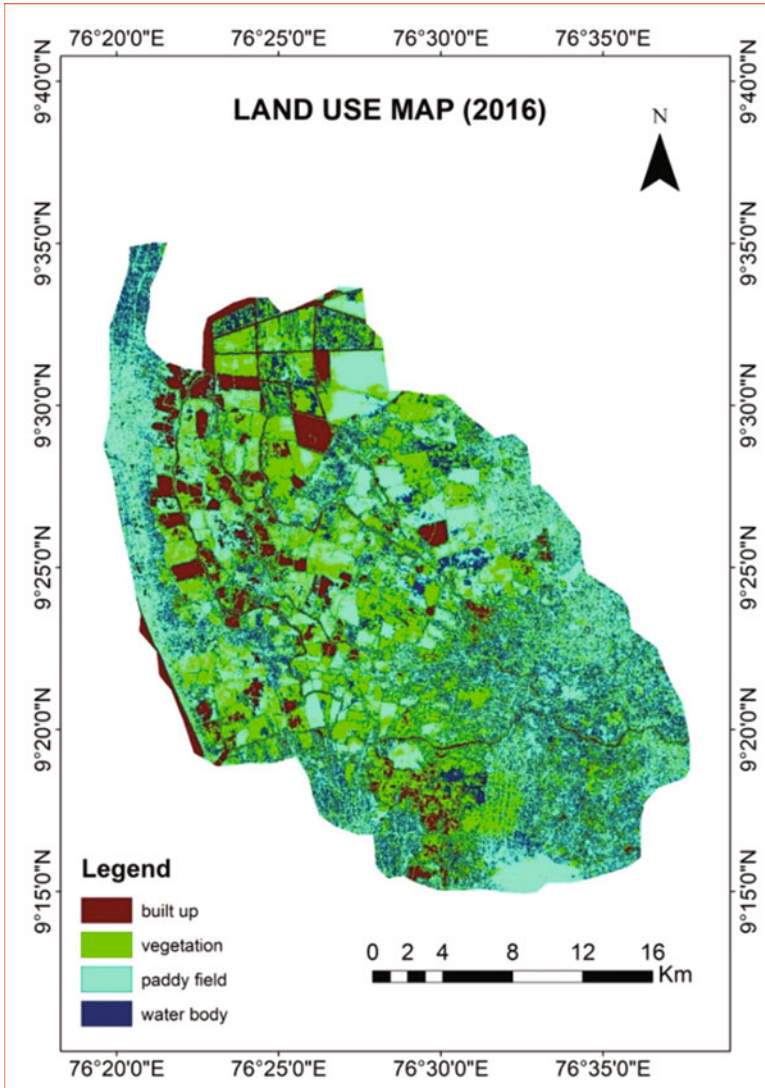 76°20'0"E 76°25'0"E 76°30'0"E 76°35'0"E
LAND USE MAP (2016)
N
9°40'0"N 9°40'0"N
9°35'0"N 9°35'0"N
9°30'0"N 9°30'0"N
9°25'0"N 9°25'0"N
9°20'0"N 9°20'0"N
9°15'0"N 9°15'0"N
Legend
built up
vegetation
paddy field
water body
0 2 4 8 12 16
Km
76°20'0"E 76°25'0"E 76°30'0"E 76°35'0"E